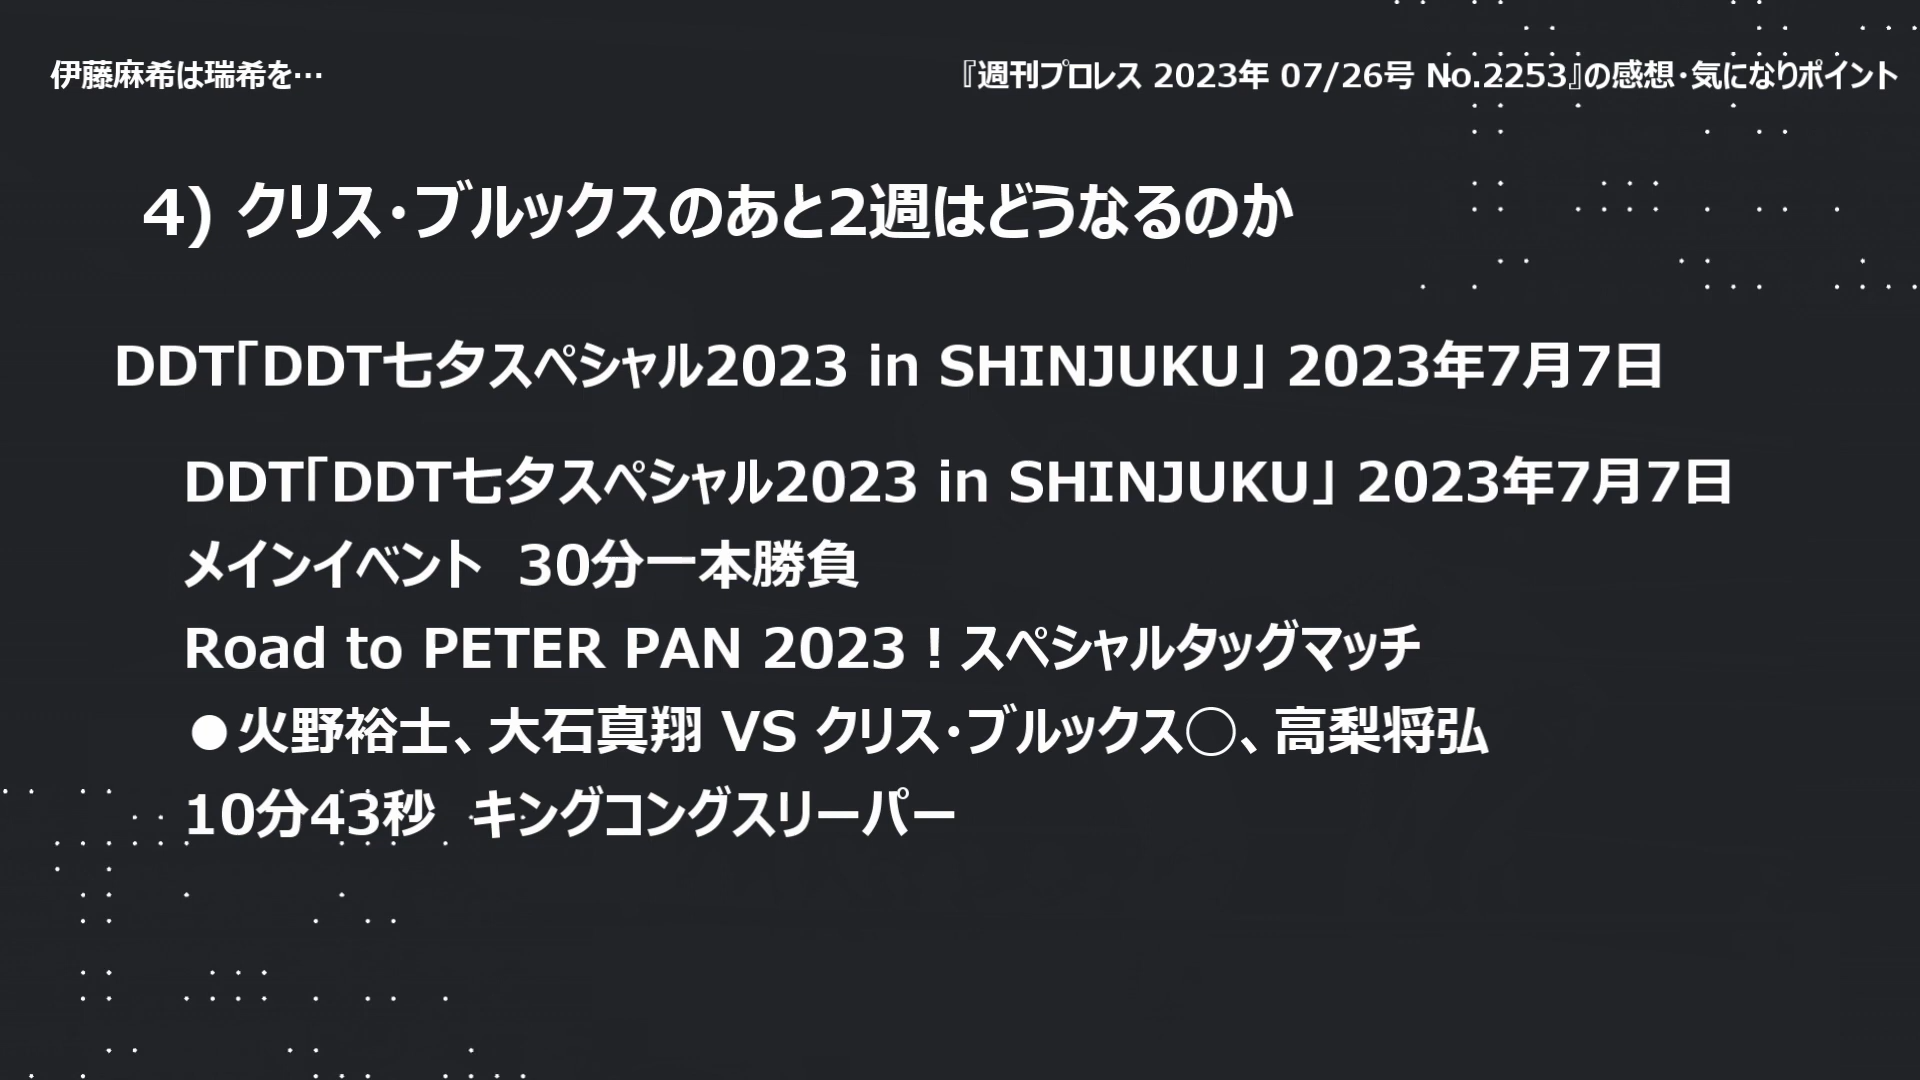 伊藤麻希は瑞希を…
『週刊プロレス 2023年 07/26号 No.2253』の感想・気になりポイント
4) クリス・ブルックスのあと2週はどうなるのか
DDT「DDT七夕スペシャル2023 in SHINJUKU」 2023年7月7日
DDT「DDT七夕スペシャル2023 in SHINJUKU」 2023年7月7日
メインイベント　30分一本勝負
Road to PETER PAN 2023！スペシャルタッグマッチ
●火野裕士、大石真翔 VS クリス・ブルックス◯、高梨将弘
10分43秒　キングコングスリーパー